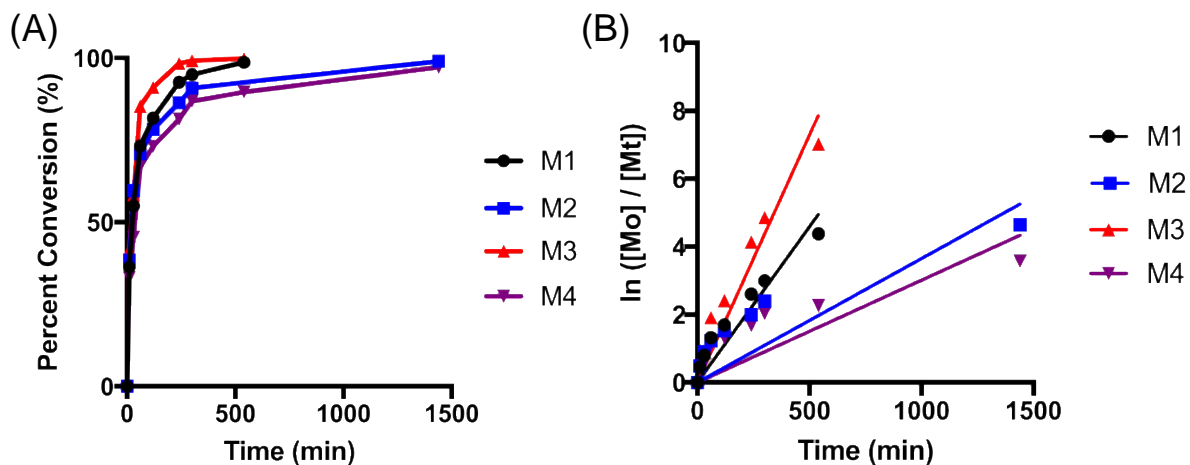 (A)
Percent Conversion (%)
100
50
0
0
500
1000
1500
Time (min)
M1
M2
M3
M4
(B)
ln ([Mo] / [Mt])
10
8
6
4
2
0
0
500
1000
1500
Time (min)
M1
M2
M3
M4